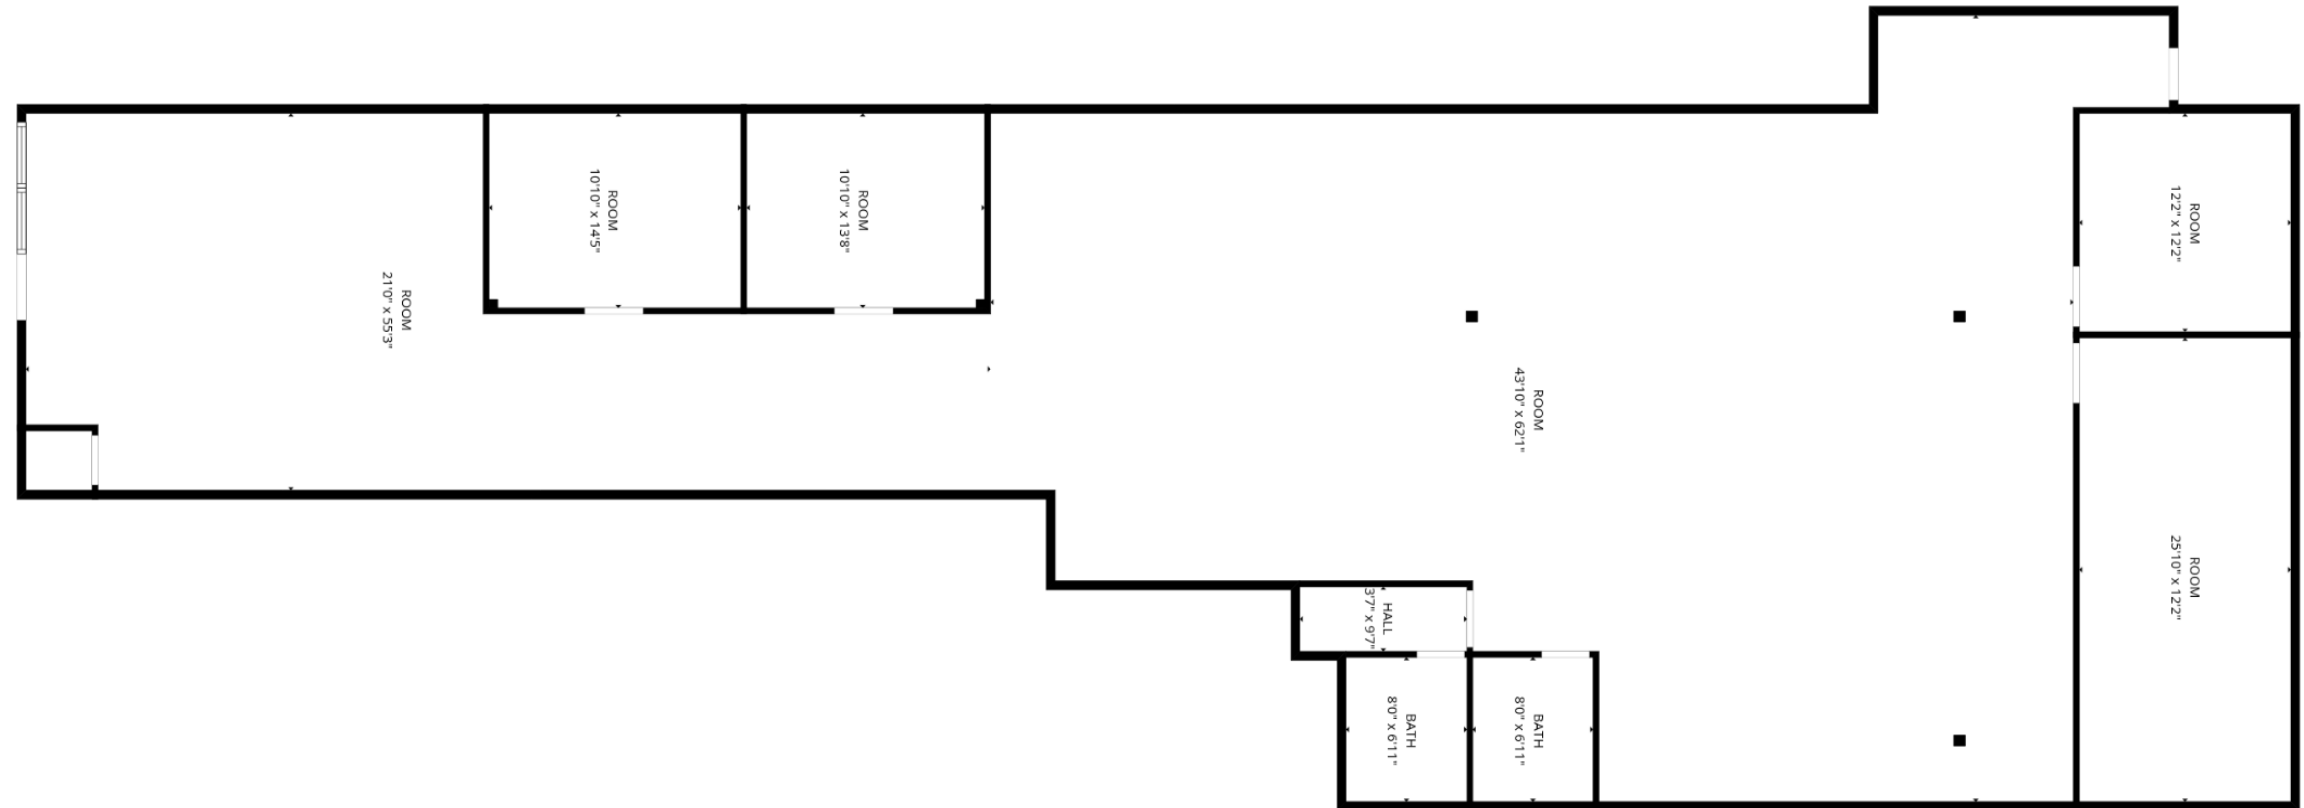 ROOM
21'0" x 55'3"
ROOM
10'10" x 14'5"
ROOM
10'10" x 13'8"
ROOM
43'10" x 62'1"
ROOM
12'2" x 12'2"
ROOM
25'10" x 12'2"
HALL
3'7" x 9'7"
BATH
8'0" x 6'11"
BATH
8'0" x 6'11"